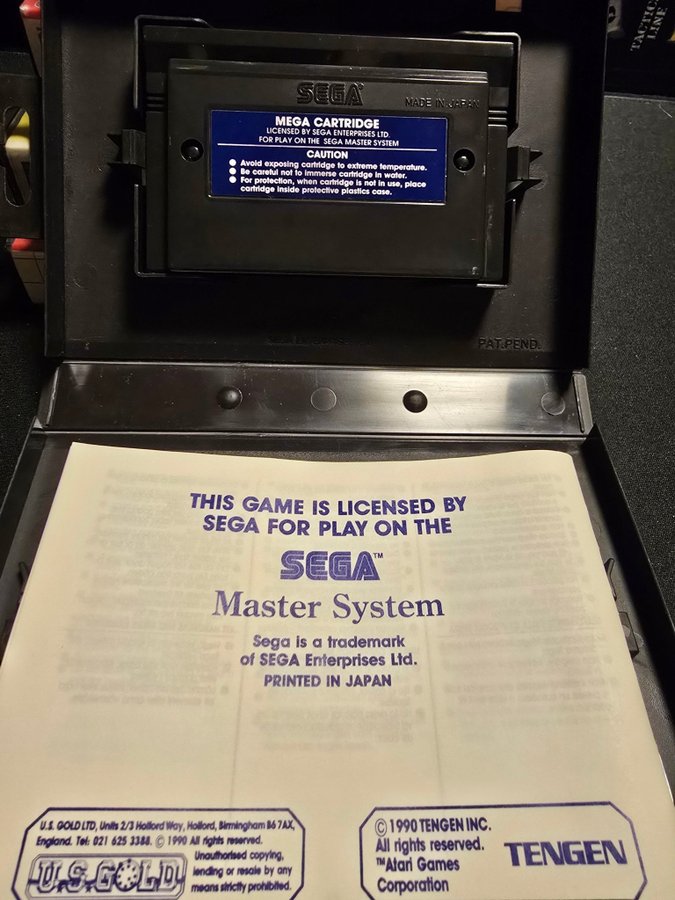 TACTIC
LINE
SEGA
MADE IN JAPAN
MEGA CARTRIDGE
LICENSED BY SEGA ENTERPRISES LTD.
FOR PLAY ON THE SEGA MASTER SYSTEM
CAUTION
● Avoid exposing cartridge to extreme temperature.
● Be careful not to immerse cartridge in water.
● For protection, when cartridge is not in use, place
cartridge inside protective plastics case.
PAT.PEND.
THIS GAME IS LICENSED BY
SEGA FOR PLAY ON THE
SEGA™
Master System
Sega is a trademark
of SEGA Enterprises Ltd.
PRINTED IN JAPAN
U.S. GOLD LTD, Units 2/3 Holford Way, Holford, Birmingham B6 7AX,
England. Tel: 021 625 3388. © 1990 All rights reserved.
Unauthorised copying,
lending or resale by any
means strictly prohibited.
U.S. GOLD
© 1990 TENGEN INC.
All rights reserved.
™Atari Games
Corporation
TENGEN